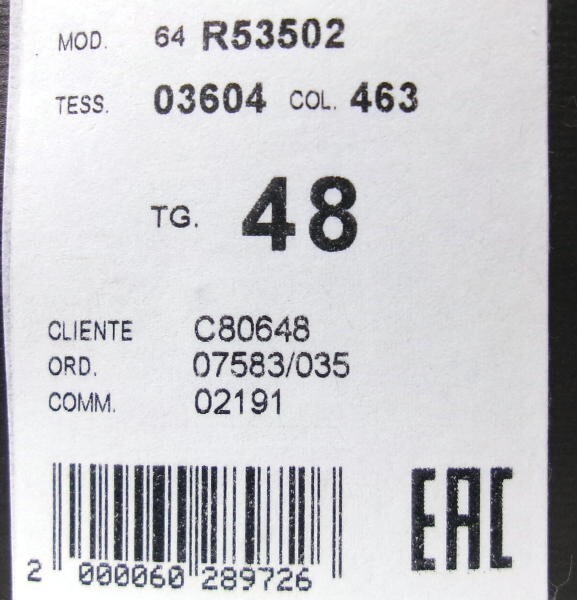 MOD. 64 R53502
TESS. 03604 COL. 463
TG. 48
CLIENTE C80648
ORD. 07583/035
COMM. 02191
2 000060 289726
EAC